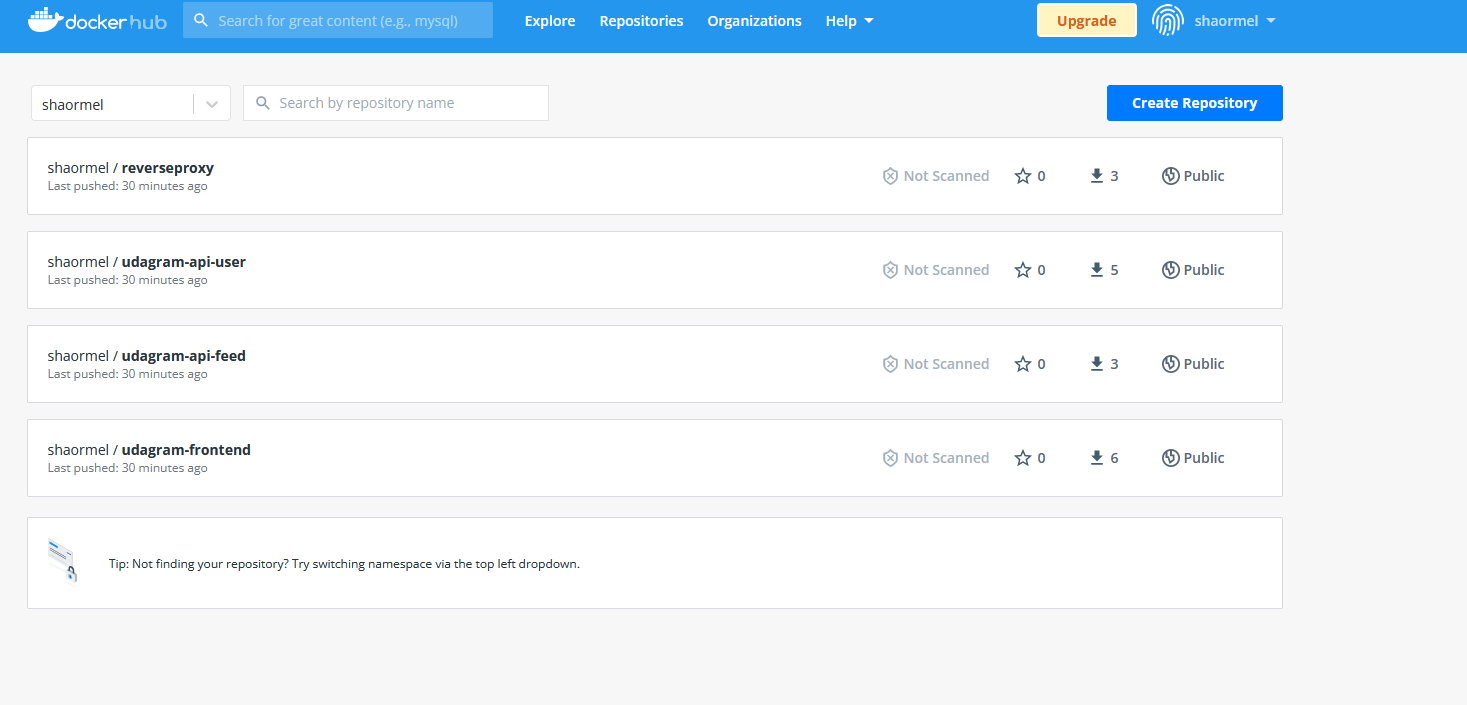 docker hub
Search for great content (e.g., mysql)
Explore
Repositories
Organizations
Help
Upgrade
shaormel
shaormel
Search by repository name
Create Repository
shaormel / reverseproxy
Last pushed: 30 minutes ago
Not Scanned
0
3
Public
shaormel / udagram-api-user
Last pushed: 30 minutes ago
Not Scanned
0
5
Public
shaormel / udagram-api-feed
Last pushed: 30 minutes ago
Not Scanned
0
3
Public
shaormel / udagram-frontend
Last pushed: 30 minutes ago
Not Scanned
0
6
Public
Tip: Not finding your repository? Try switching namespace via the top left dropdown.